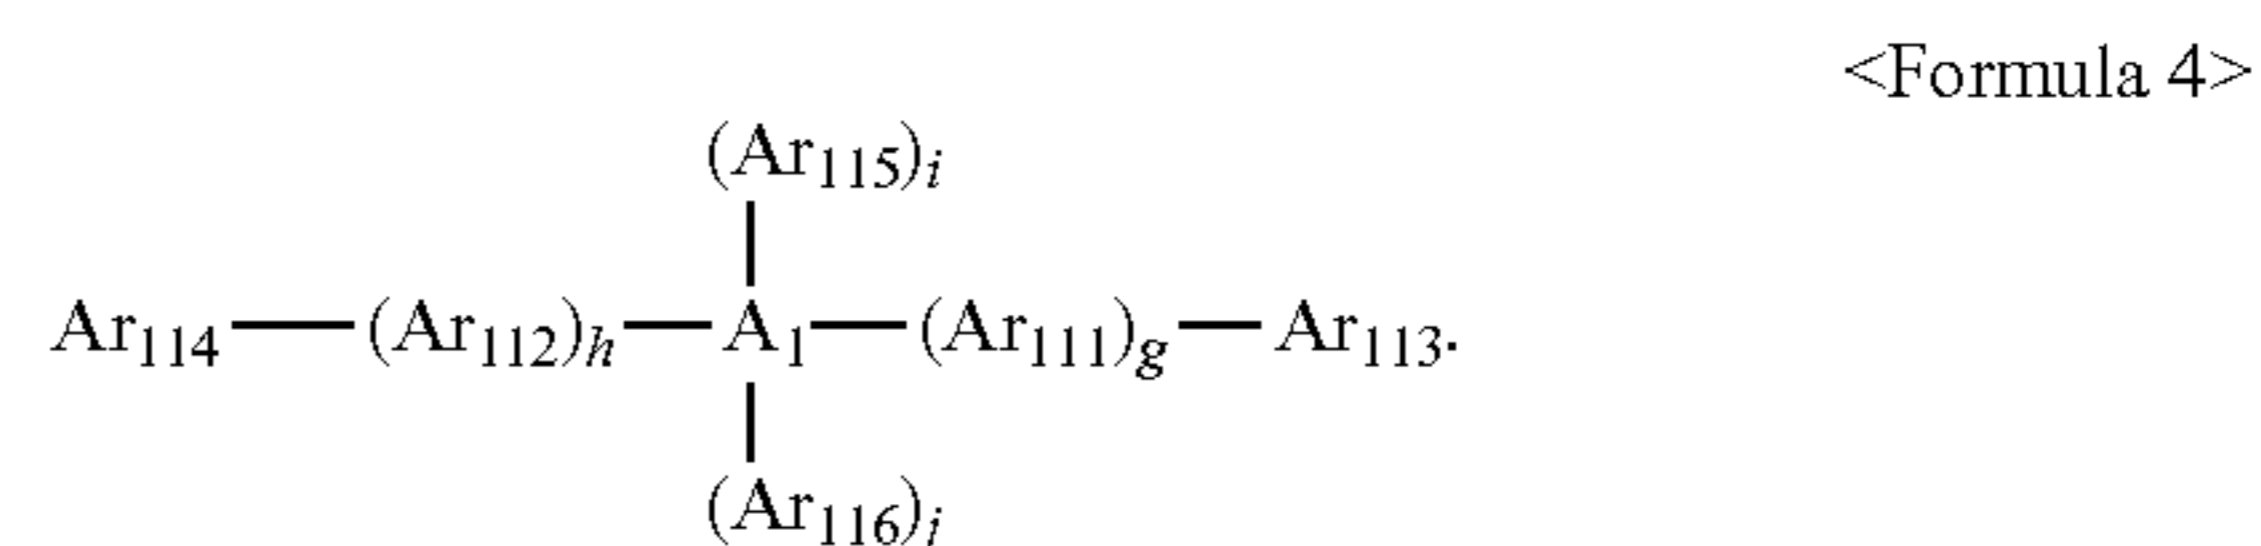 <Formula 4>
(Ar115)i
Ar114—(Ar112)h—A1—(Ar111)g—Ar113.
(Ar116)j